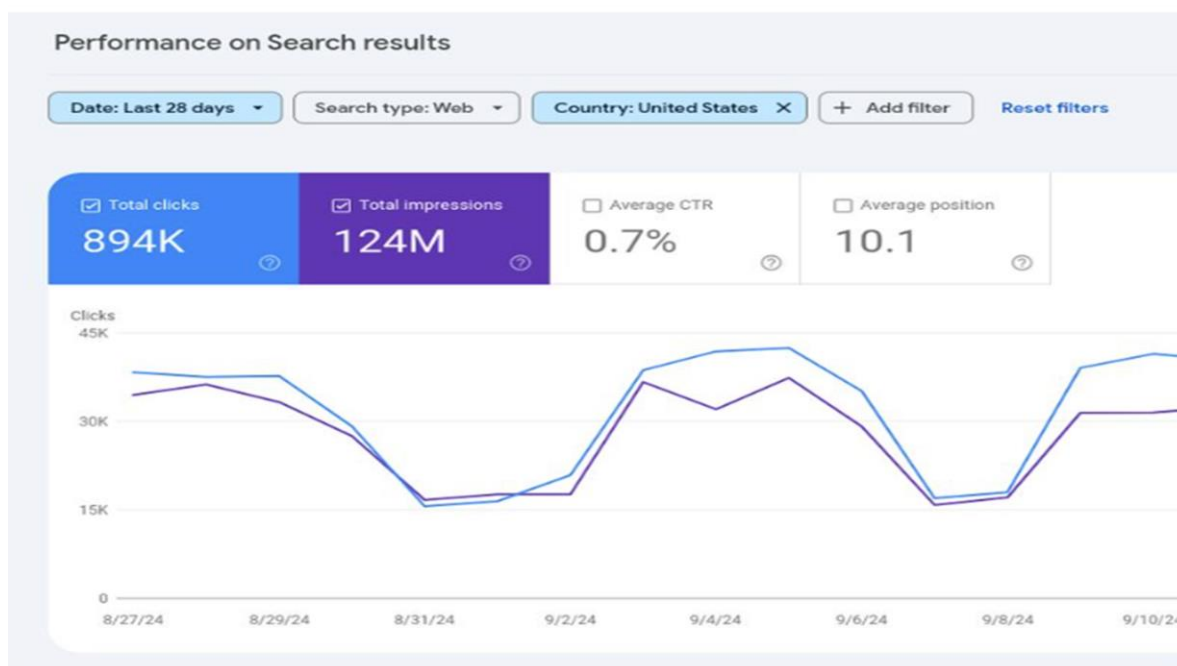 Performance on Search results
Date: Last 28 days Search type: Web Country: United States + Add filter Reset filters
Total clicks Total impressions Average CTR Average position
894K 124M 0.7% 10.1
Clicks
45K
30K
15K
0
8/27/24 8/29/24 8/31/24 9/2/24 9/4/24 9/6/24 9/8/24 9/10/2